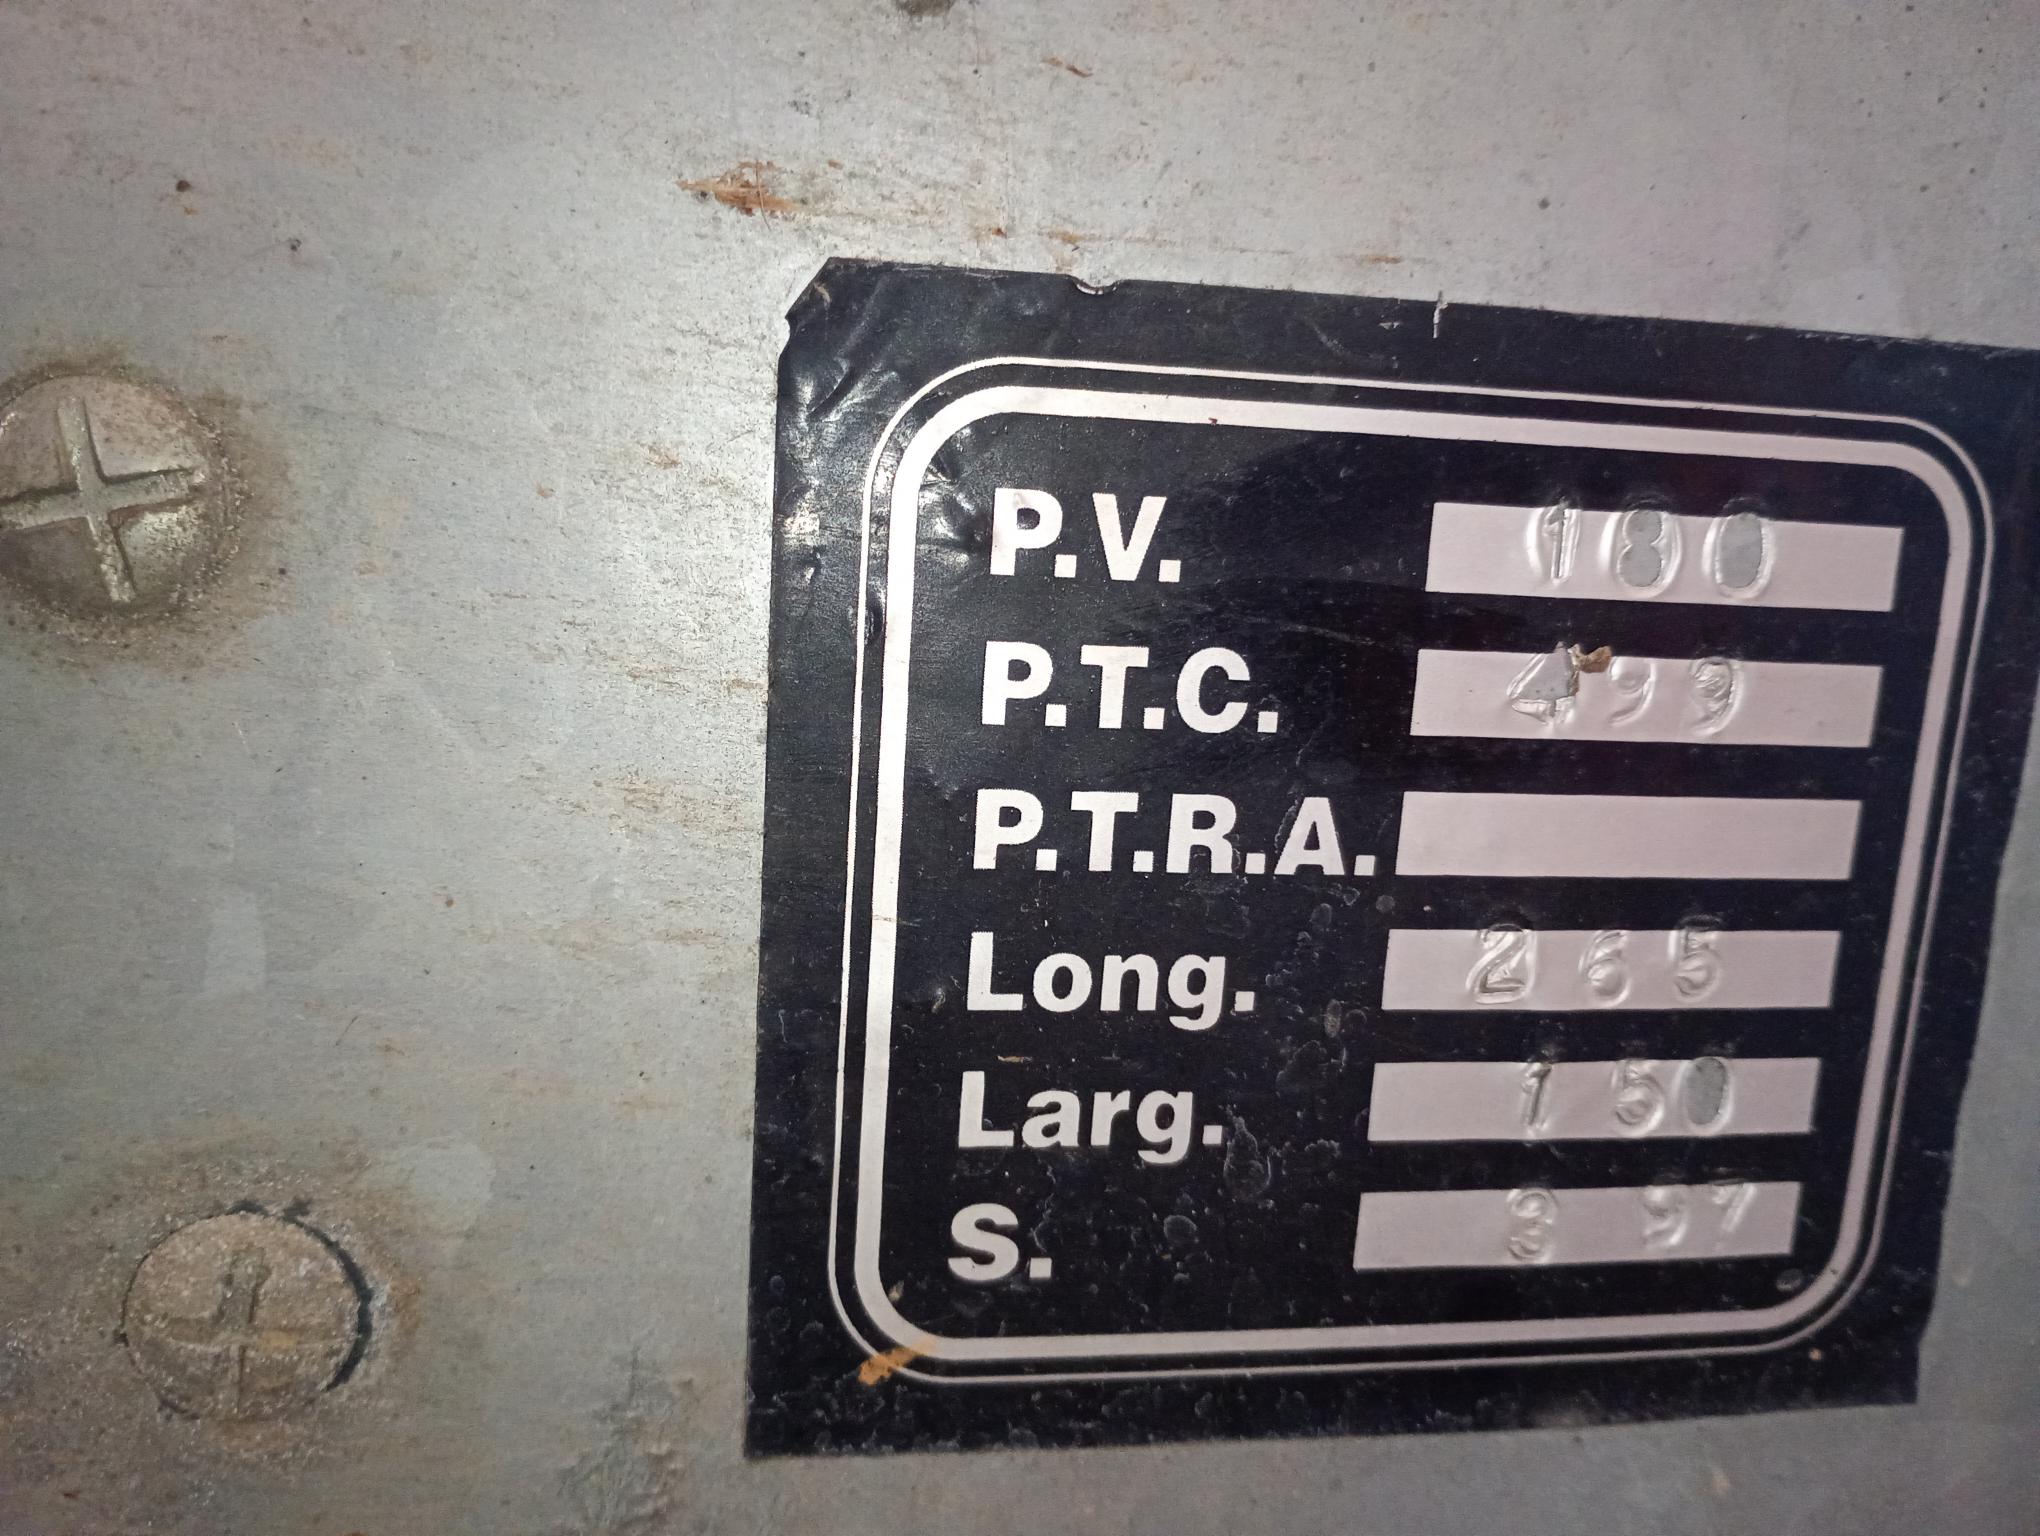 P.V. 180
P.T.C. 499
P.T.R.A.
Long. 265
Larg. 150
S. 3 97